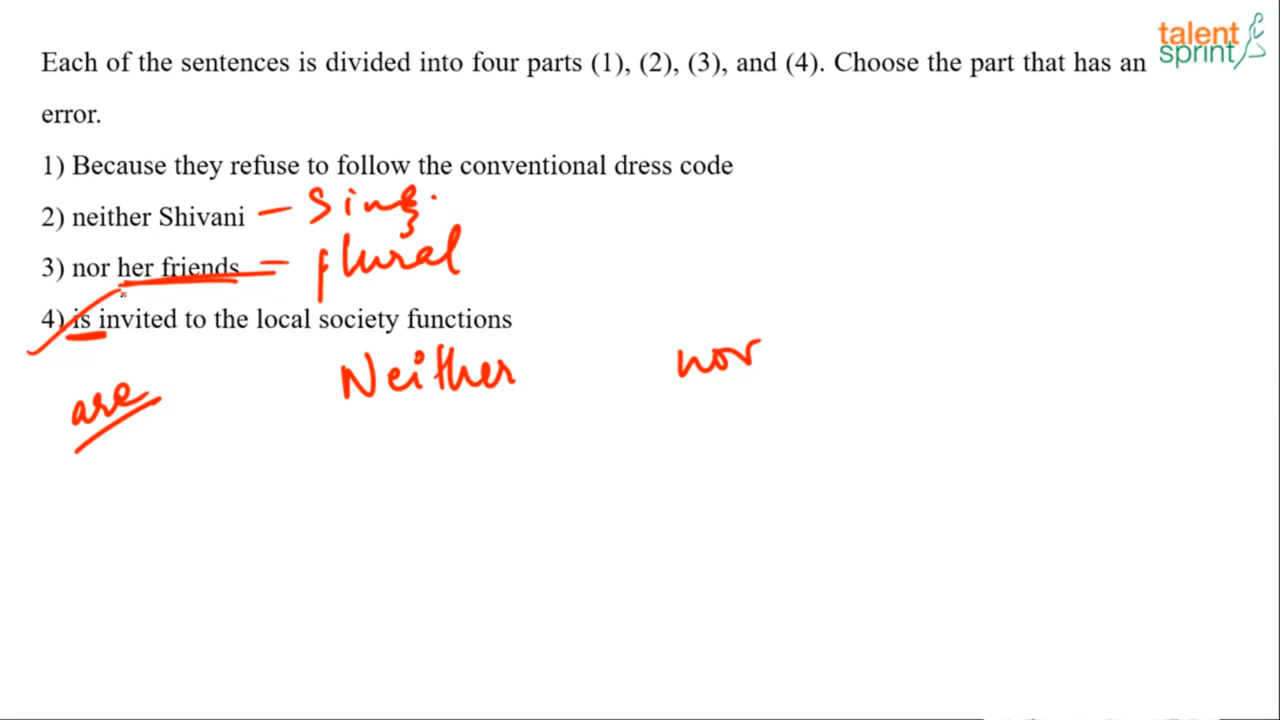 talent
sprint
Each of the sentences is divided into four parts (1), (2), (3), and (4). Choose the part that has an
error.
1) Because they refuse to follow the conventional dress code
2) neither Shivani – Sing.
3) nor her friends – plural
4) is invited to the local society functions
are Neither nor